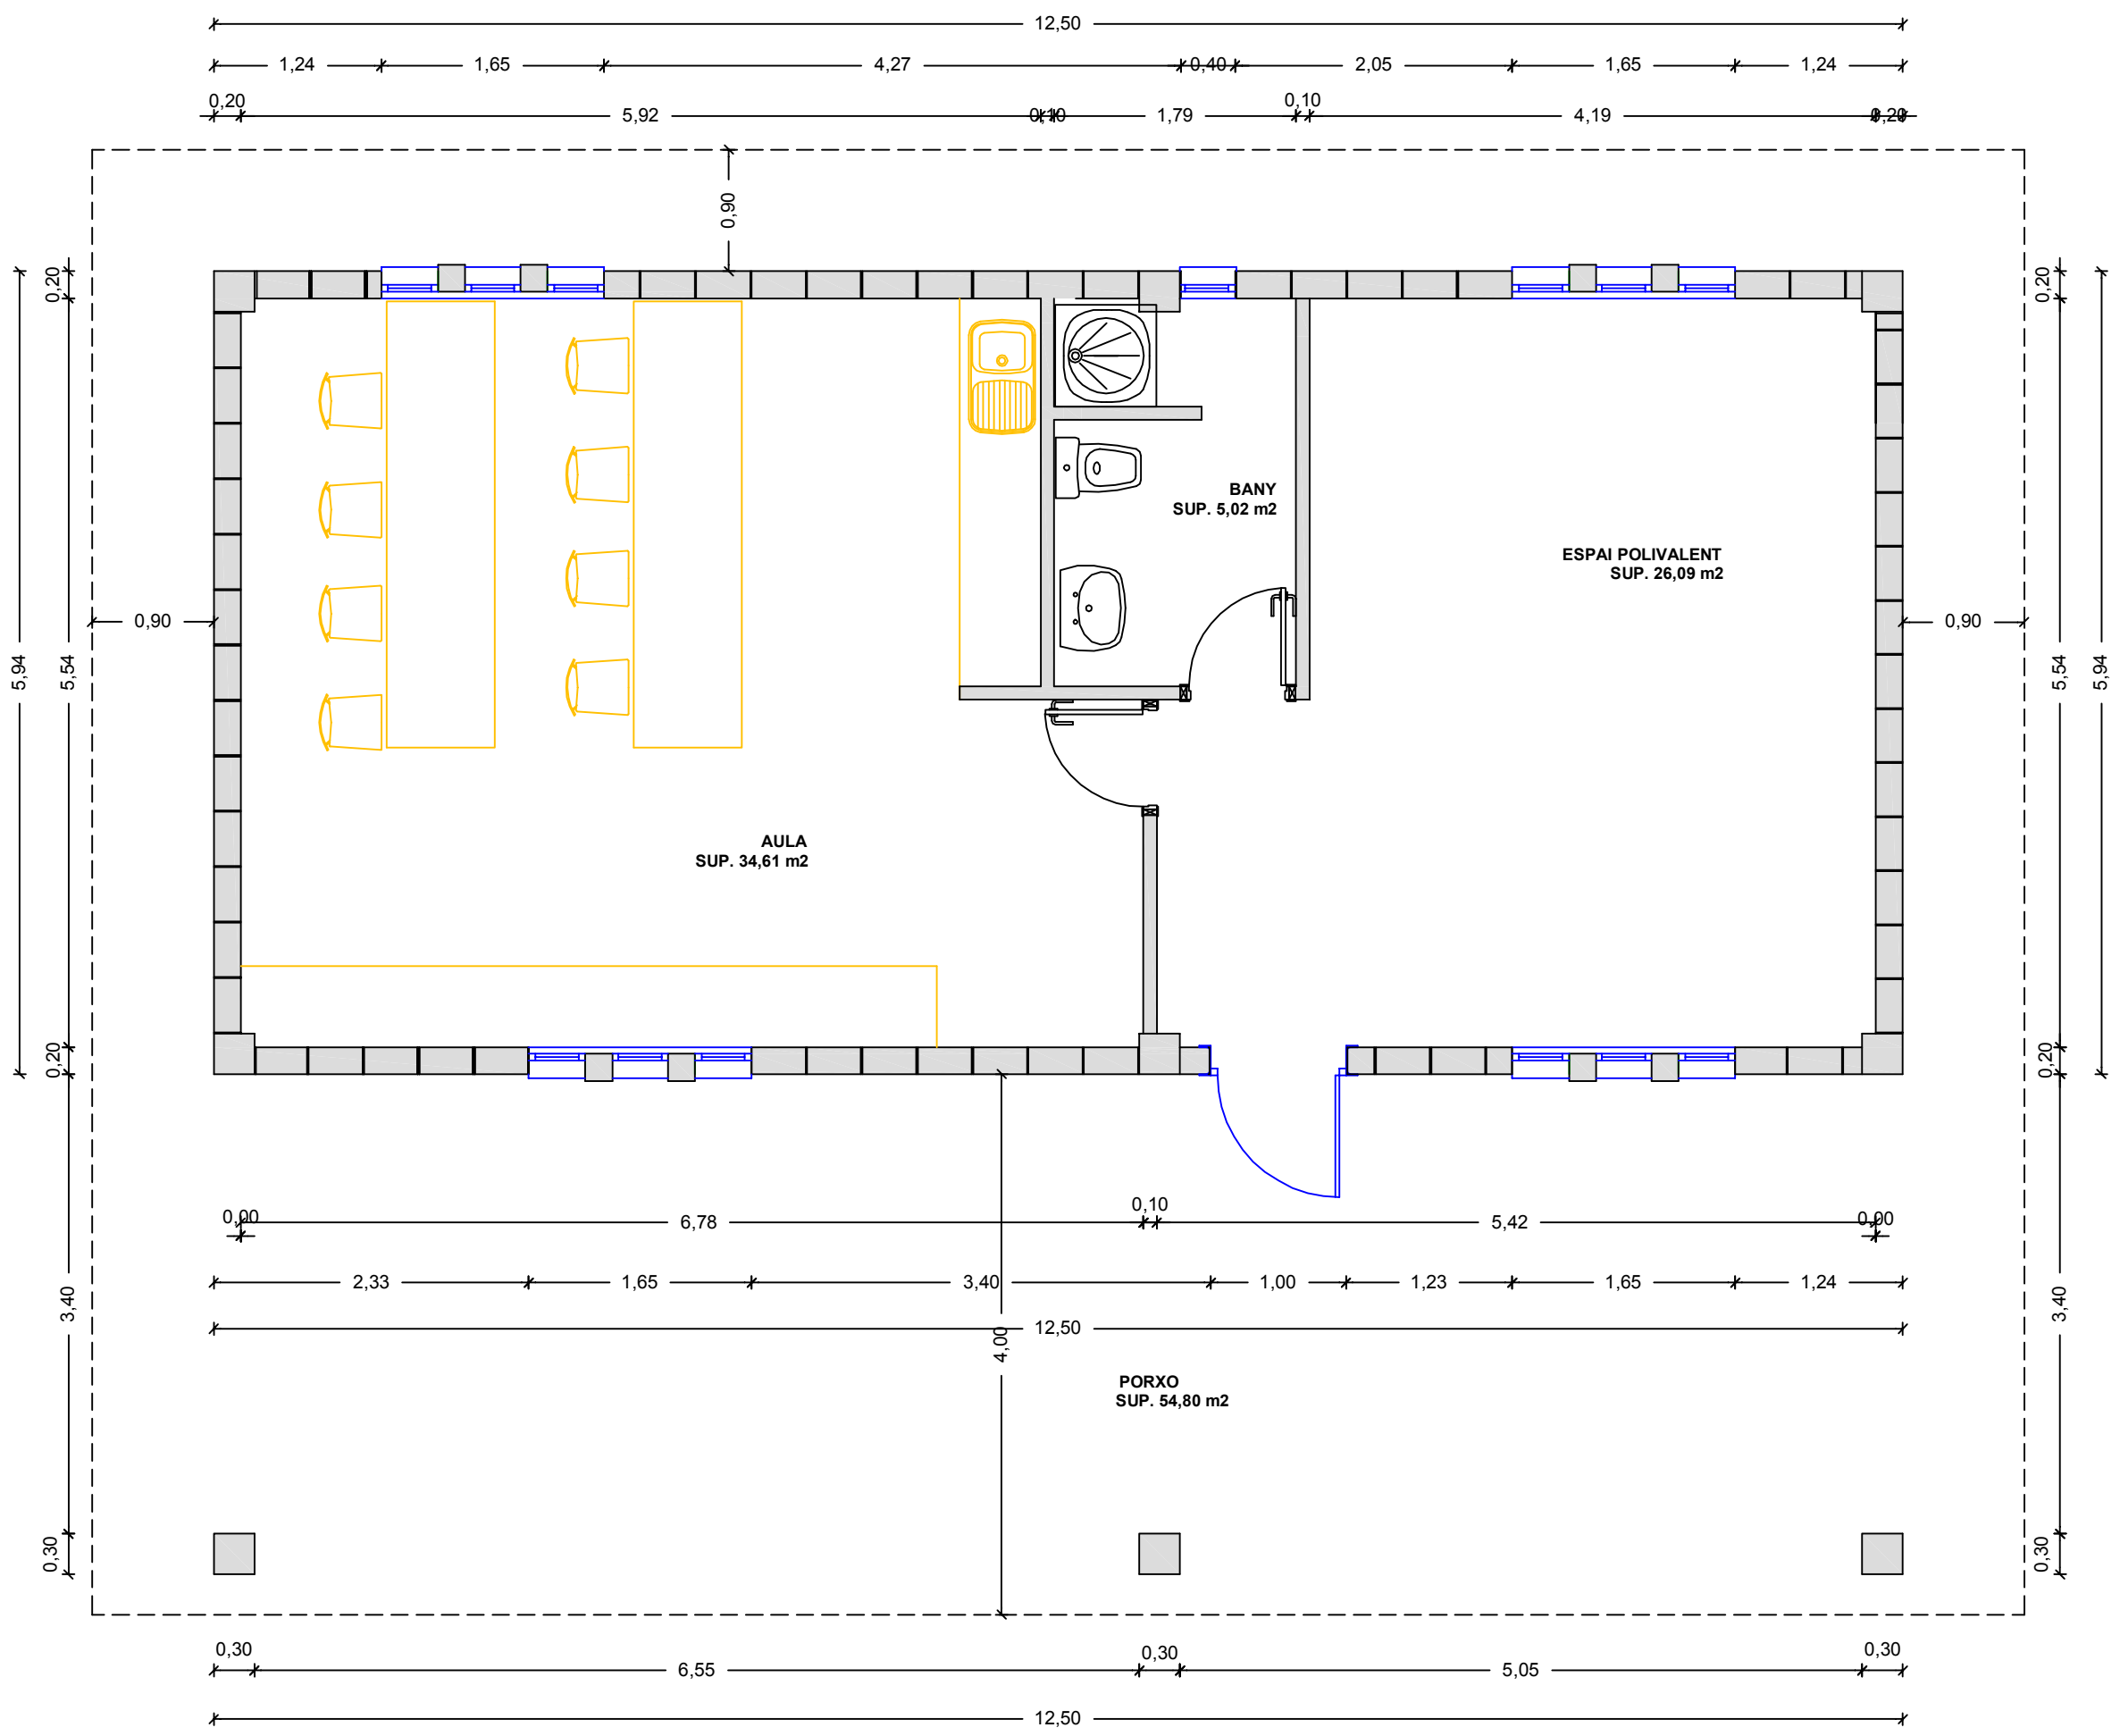 12,50
1,24 1,65 4,27 0,40 2,05 1,65 1,24
0,20 5,92 0,10 1,79 0,10 4,19 0,20
0,90
0,20
0,20
BANY
SUP. 5,02 m2
ESPAI POLIVALENT
SUP. 26,09 m2
0,90
0,90
5,94
5,54
5,54
5,94
AULA
SUP. 34,61 m2
0,20
0,20
0,00 6,78 0,10 5,42 0,00
2,33 1,65 3,40 1,00 1,23 1,65 1,24
3,40
3,40
12,50
4,00
PORXO
SUP. 54,80 m2
0,30
0,30
0,30 6,55 0,30 5,05 0,30
12,50